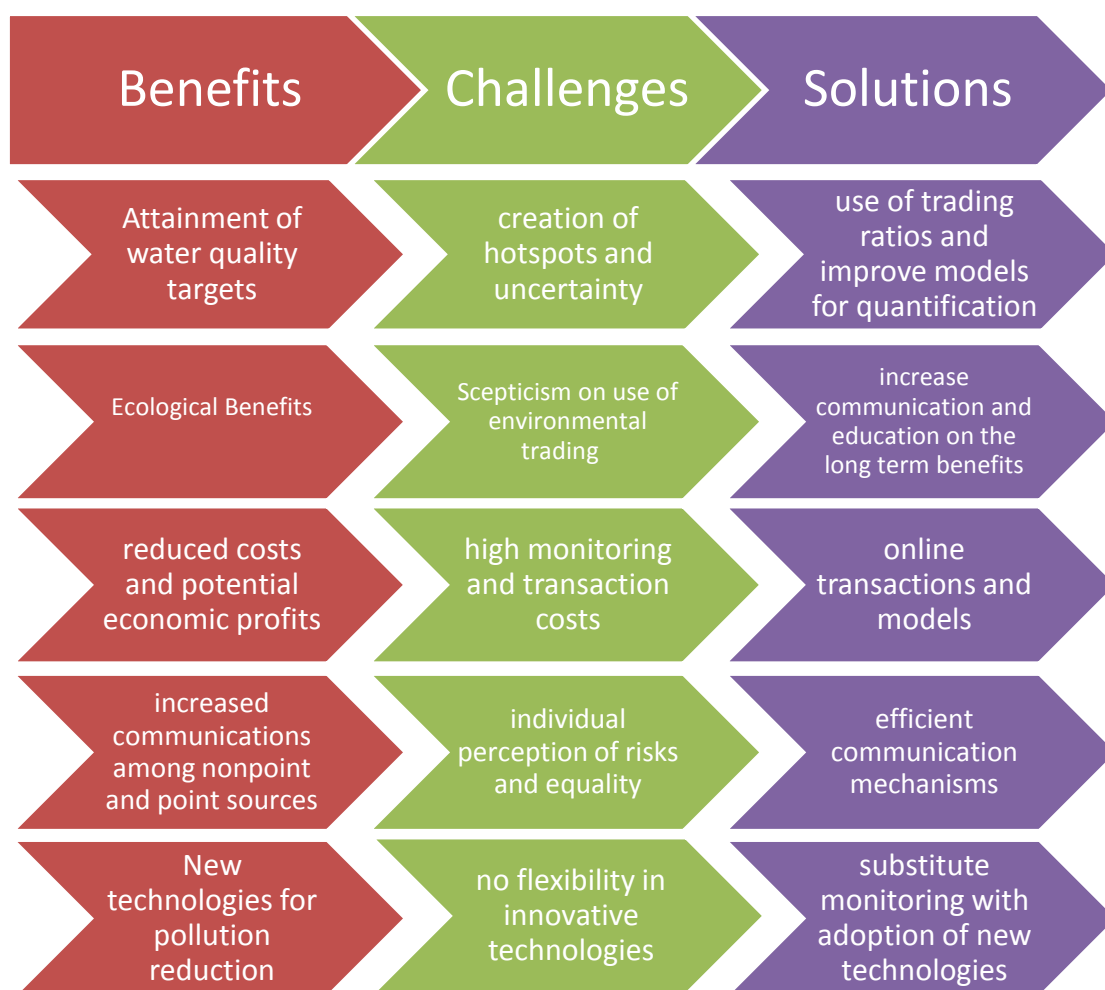 Benefits
Challenges
Solutions
Attainment of
water quality
targets
creation of
hotspots and
uncertainty
use of trading
ratios and
improve models
for quantification
Ecological Benefits
Scepticism on use of
environmental
trading
increase
communication and
education on the
long term benefits
reduced costs
and potential
economic profits
high monitoring
and transaction
costs
online
transactions and
models
increased
communications
among nonpoint
and point sources
individual
perception of risks
and equality
efficient
communication
mechanisms
New
technologies for
pollution
reduction
no flexibility in
innovative
technologies
substitute
monitoring with
adoption of new
technologies